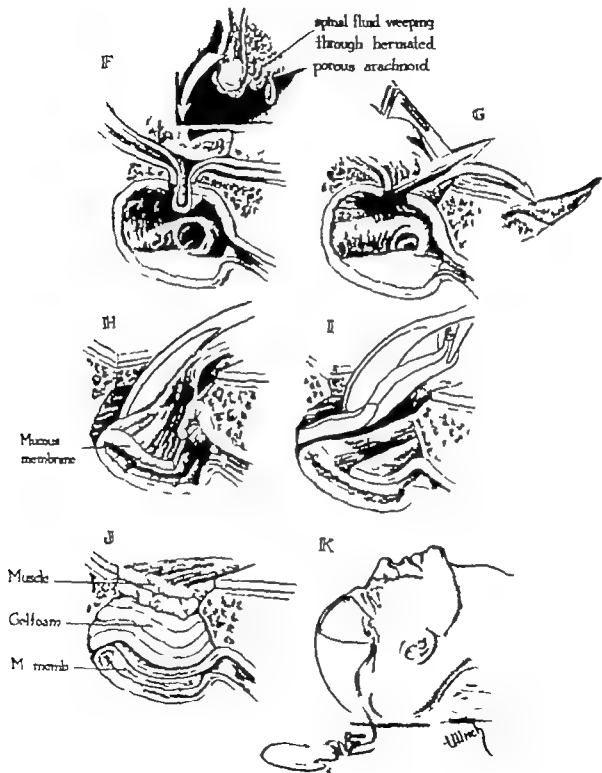 F
spinal fluid weeping
through herniated
porous arachnoid
G
H
I
Mucous
membrane
J
K
Muscle
Gelfoam
M memb